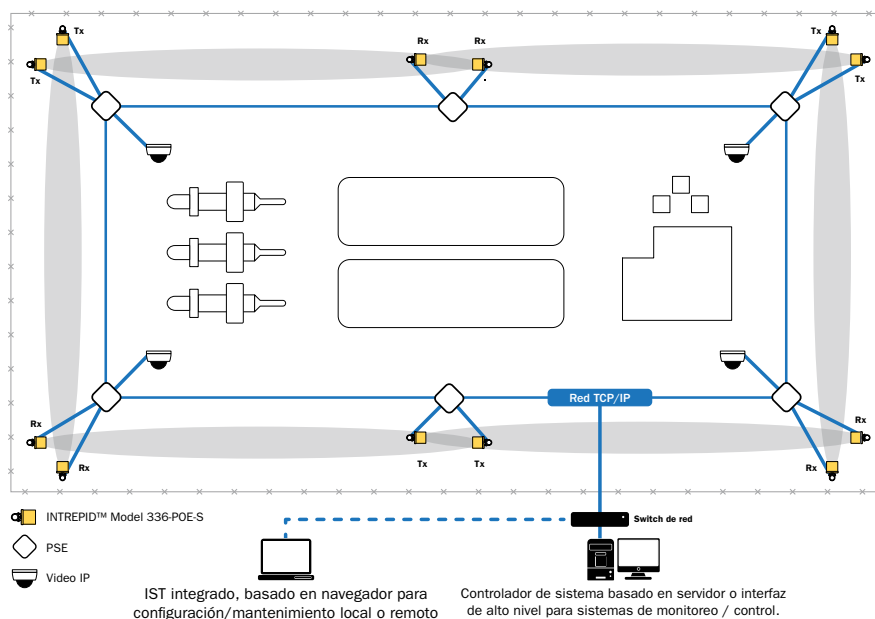 Tx
Rx
Rx
Tx
Tx
Tx
Red TCP/IP
Rx
Rx
Tx
Tx
Rx
Rx
INTREPID™ Model 336-POE-S
PSE
Video IP
Switch de red
IST integrado, basado en navegador para
configuración/mantenimiento local o remoto
Controlador de sistema basado en servidor o interfaz
de alto nivel para sistemas de monitoreo / control.